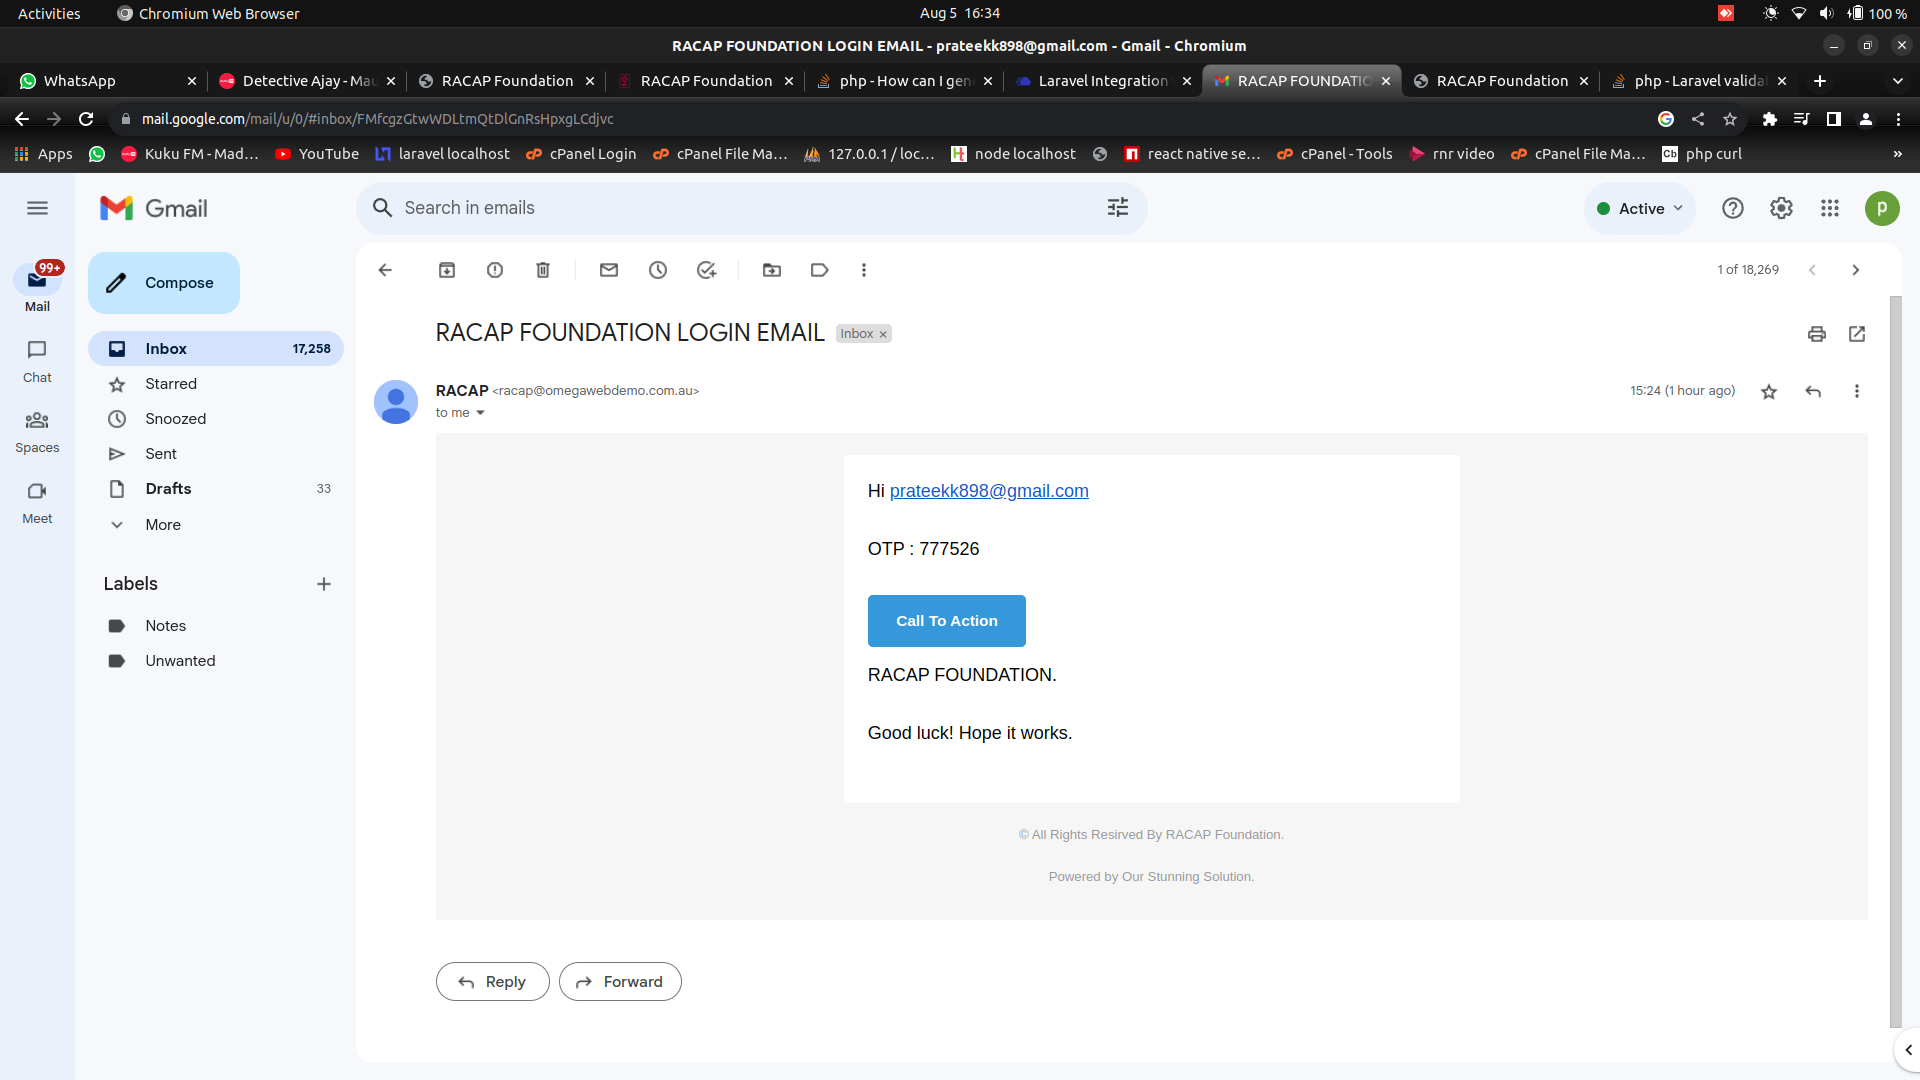 Activities Chromium Web Browser Aug 5 16:34 100 %
RACAP FOUNDATION LOGIN EMAIL - prateekk898@gmail.com - Gmail - Chromium
WhatsApp Detective Ajay - Mau RACAP Foundation RACAP Foundation php - How can I gene Laravel Integration RACAP FOUNDATIO RACAP Foundation php - Laravel valida
mail.google.com/mail/u/0/#inbox/FMfcgzGtwWDLtmQtDlGnRsHpxgLCdjvc
Apps Kuku FM - Mad... YouTube laravel localhost cPanel Login cPanel File Ma... 127.0.0.1 / loc... node localhost react native se... cPanel - Tools rnr video cPanel File Ma... Cb php curl »
Gmail
Search in emails
Active
p
99+
Mail
Chat
Spaces
Meet
Compose
Inbox 17,258
Starred
Snoozed
Sent
Drafts 33
More
Labels
Notes
Unwanted
1 of 18,269
RACAP FOUNDATION LOGIN EMAIL Inbox ×
RACAP <racap@omegawebdemo.com.au> 15:24 (1 hour ago)
to me
Hi prateekk898@gmail.com
OTP : 777526
Call To Action
RACAP FOUNDATION.
Good luck! Hope it works.
© All Rights Resirved By RACAP Foundation.
Powered by Our Stunning Solution.
Reply Forward